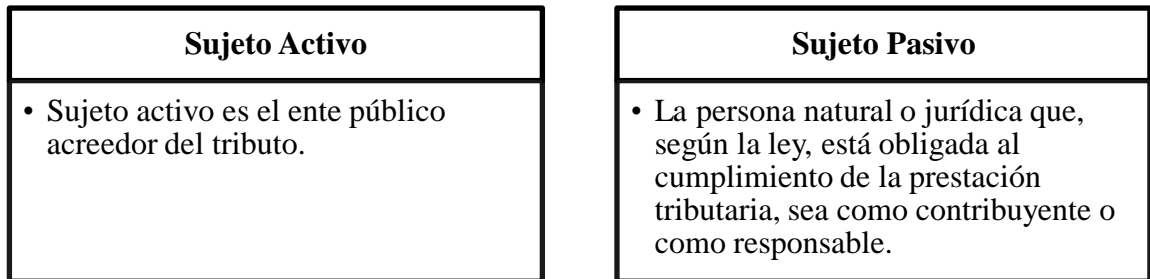 Sujeto Activo
• Sujeto activo es el ente público
acreedor del tributo.
Sujeto Pasivo
• La persona natural o jurídica que,
según la ley, está obligada al
cumplimiento de la prestación
tributaria, sea como contribuyente o
como responsable.